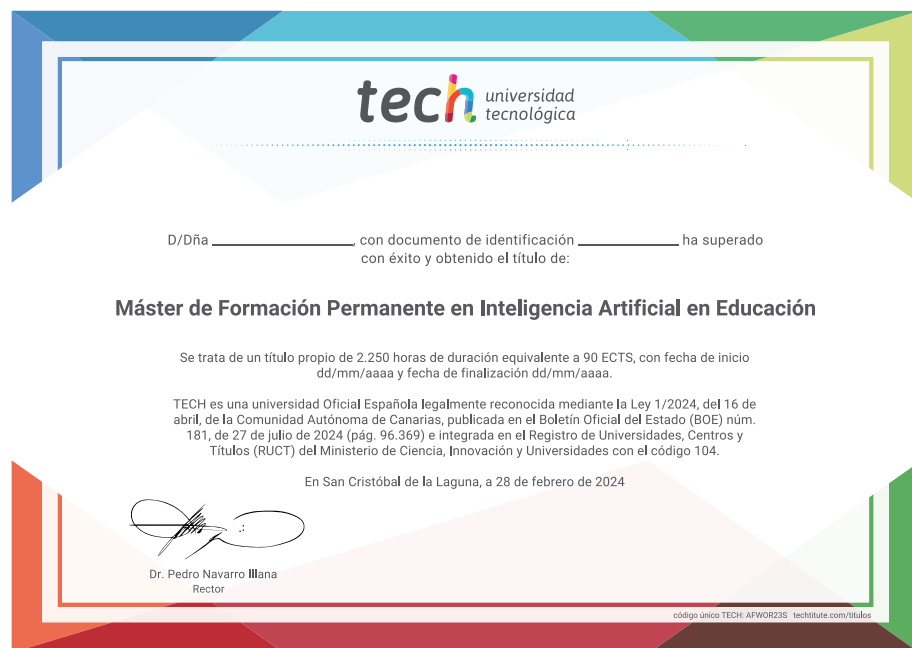 tech universidad
tecnológica
D/Dña ______________, con documento de identificación __________ ha superado
con éxito y obtenido el título de:
Máster de Formación Permanente en Inteligencia Artificial en Educación
Se trata de un título propio de 2.250 horas de duración equivalente a 90 ECTS, con fecha de inicio
dd/mm/aaaa y fecha de finalización dd/mm/aaaa.
TECH es una universidad Oficial Española legalmente reconocida mediante la Ley 1/2024, del 16 de
abril, de la Comunidad Autónoma de Canarias, publicada en el Boletín Oficial del Estado (BOE) núm.
181, de 27 de julio de 2024 (pág. 96.369) e integrada en el Registro de Universidades, Centros y
Títulos (RUCT) del Ministerio de Ciencia, Innovación y Universidades con el código 104.
En San Cristóbal de la Laguna, a 28 de febrero de 2024
Dr. Pedro Navarro Illana
Rector
código único TECH: AFWOR23S techtitute.com/titulos